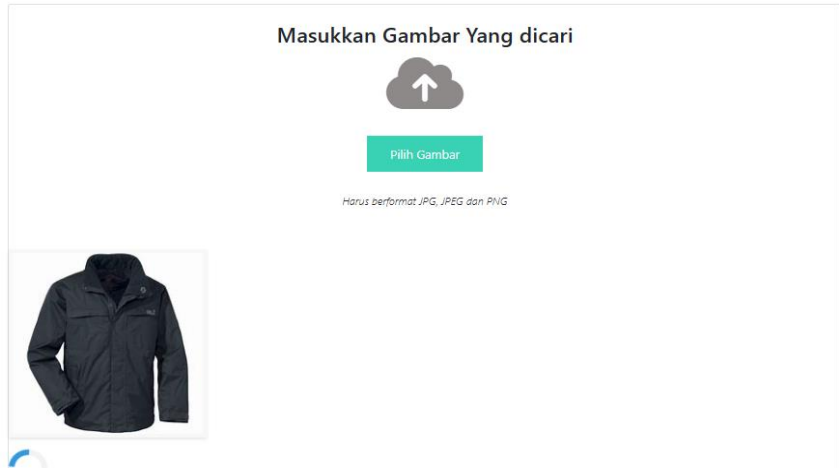 Masukkan Gambar Yang dicari
Pilih Gambar
Harus berformat JPG, JPEG dan PNG